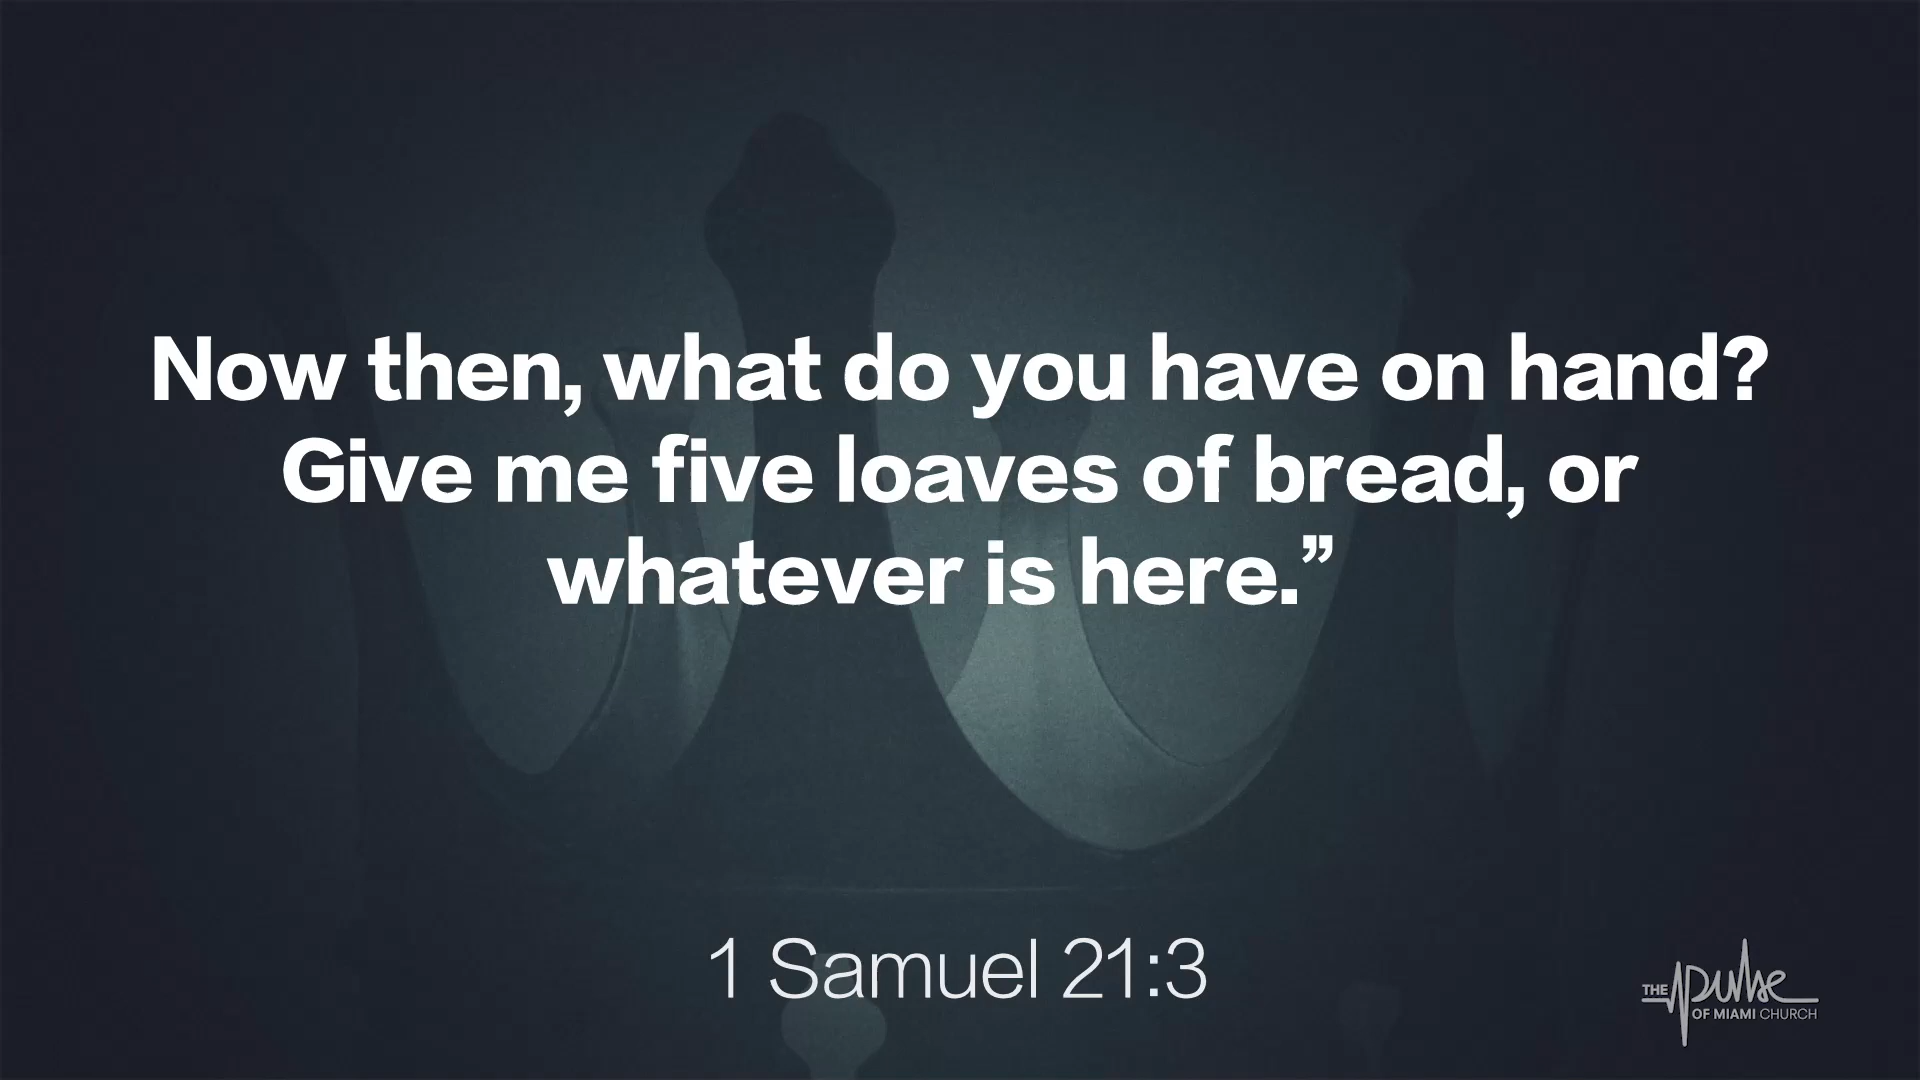 Now then, what do you have on hand?
Give me five loaves of bread, or
whatever is here.”
1 Samuel 21:3
THE pulse
OF MIAMI CHURCH